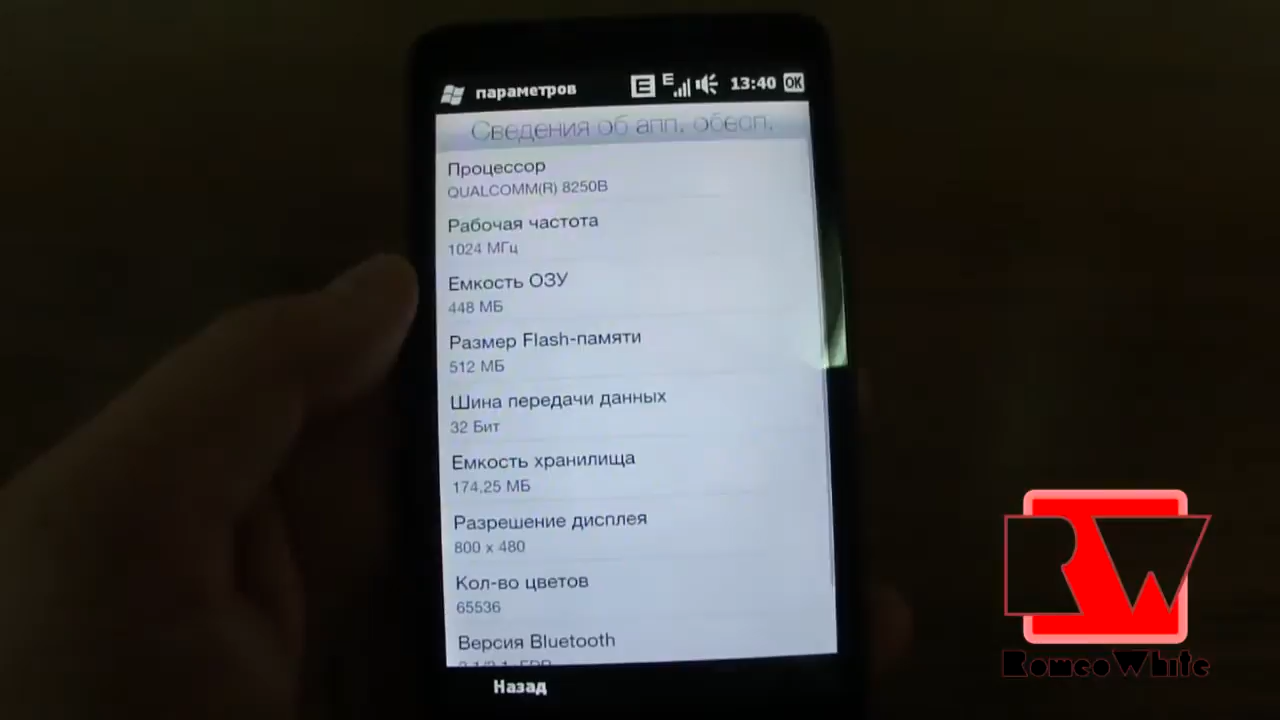 параметров E E 13:40 OK
Сведения об апп. обесп.
Процессор
QUALCOMM(R) 8250B
Рабочая частота
1024 МГц
Емкость ОЗУ
448 МБ
Размер Flash-памяти
512 МБ
Шина передачи данных
32 Бит
Емкость хранилища
174,25 МБ
Разрешение дисплея
800 x 480
Кол-во цветов
65536
Версия Bluetooth
Назад
RW
RomeoWhite